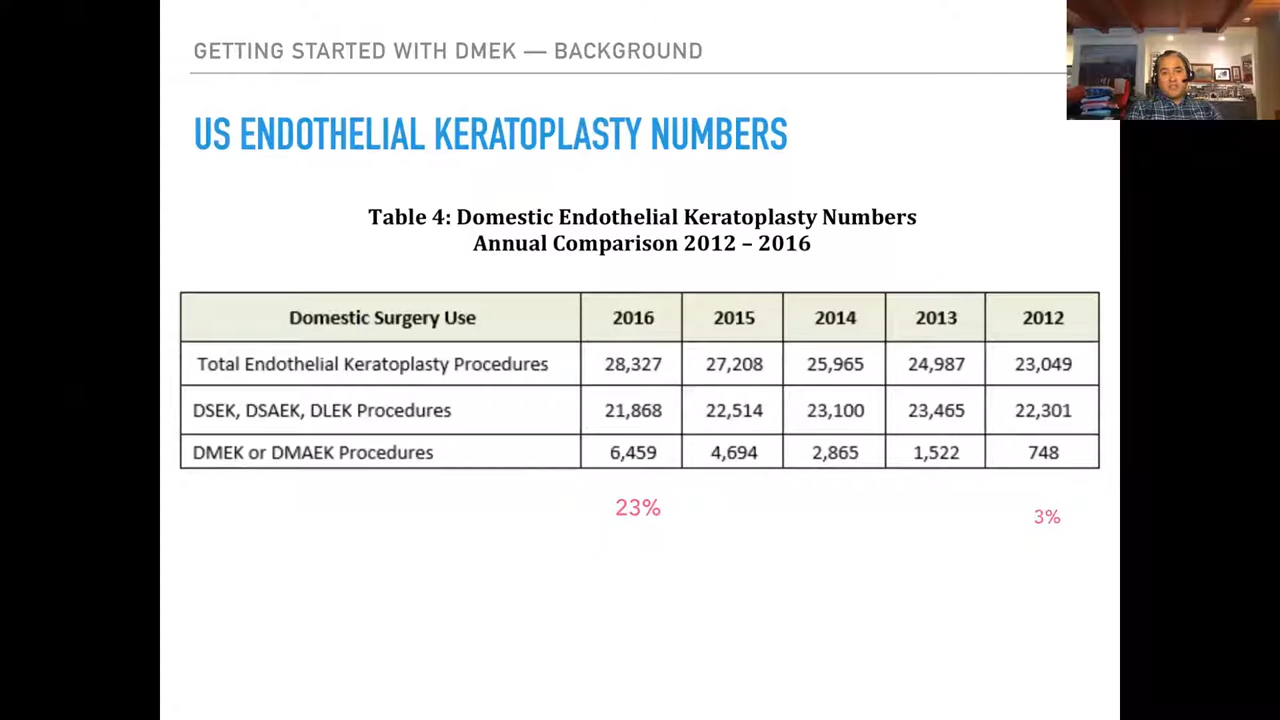 GETTING STARTED WITH DMEK — BACKGROUND
US ENDOTHELIAL KERATOPLASTY NUMBERS
Table 4: Domestic Endothelial Keratoplasty Numbers
Annual Comparison 2012 – 2016
Domestic Surgery Use 2016 2015 2014 2013 2012
Total Endothelial Keratoplasty Procedures 28,327 27,208 25,965 24,987 23,049
DSEK, DSAEK, DLEK Procedures 21,868 22,514 23,100 23,465 22,301
DMEK or DMAEK Procedures 6,459 4,694 2,865 1,522 748
23% 3%